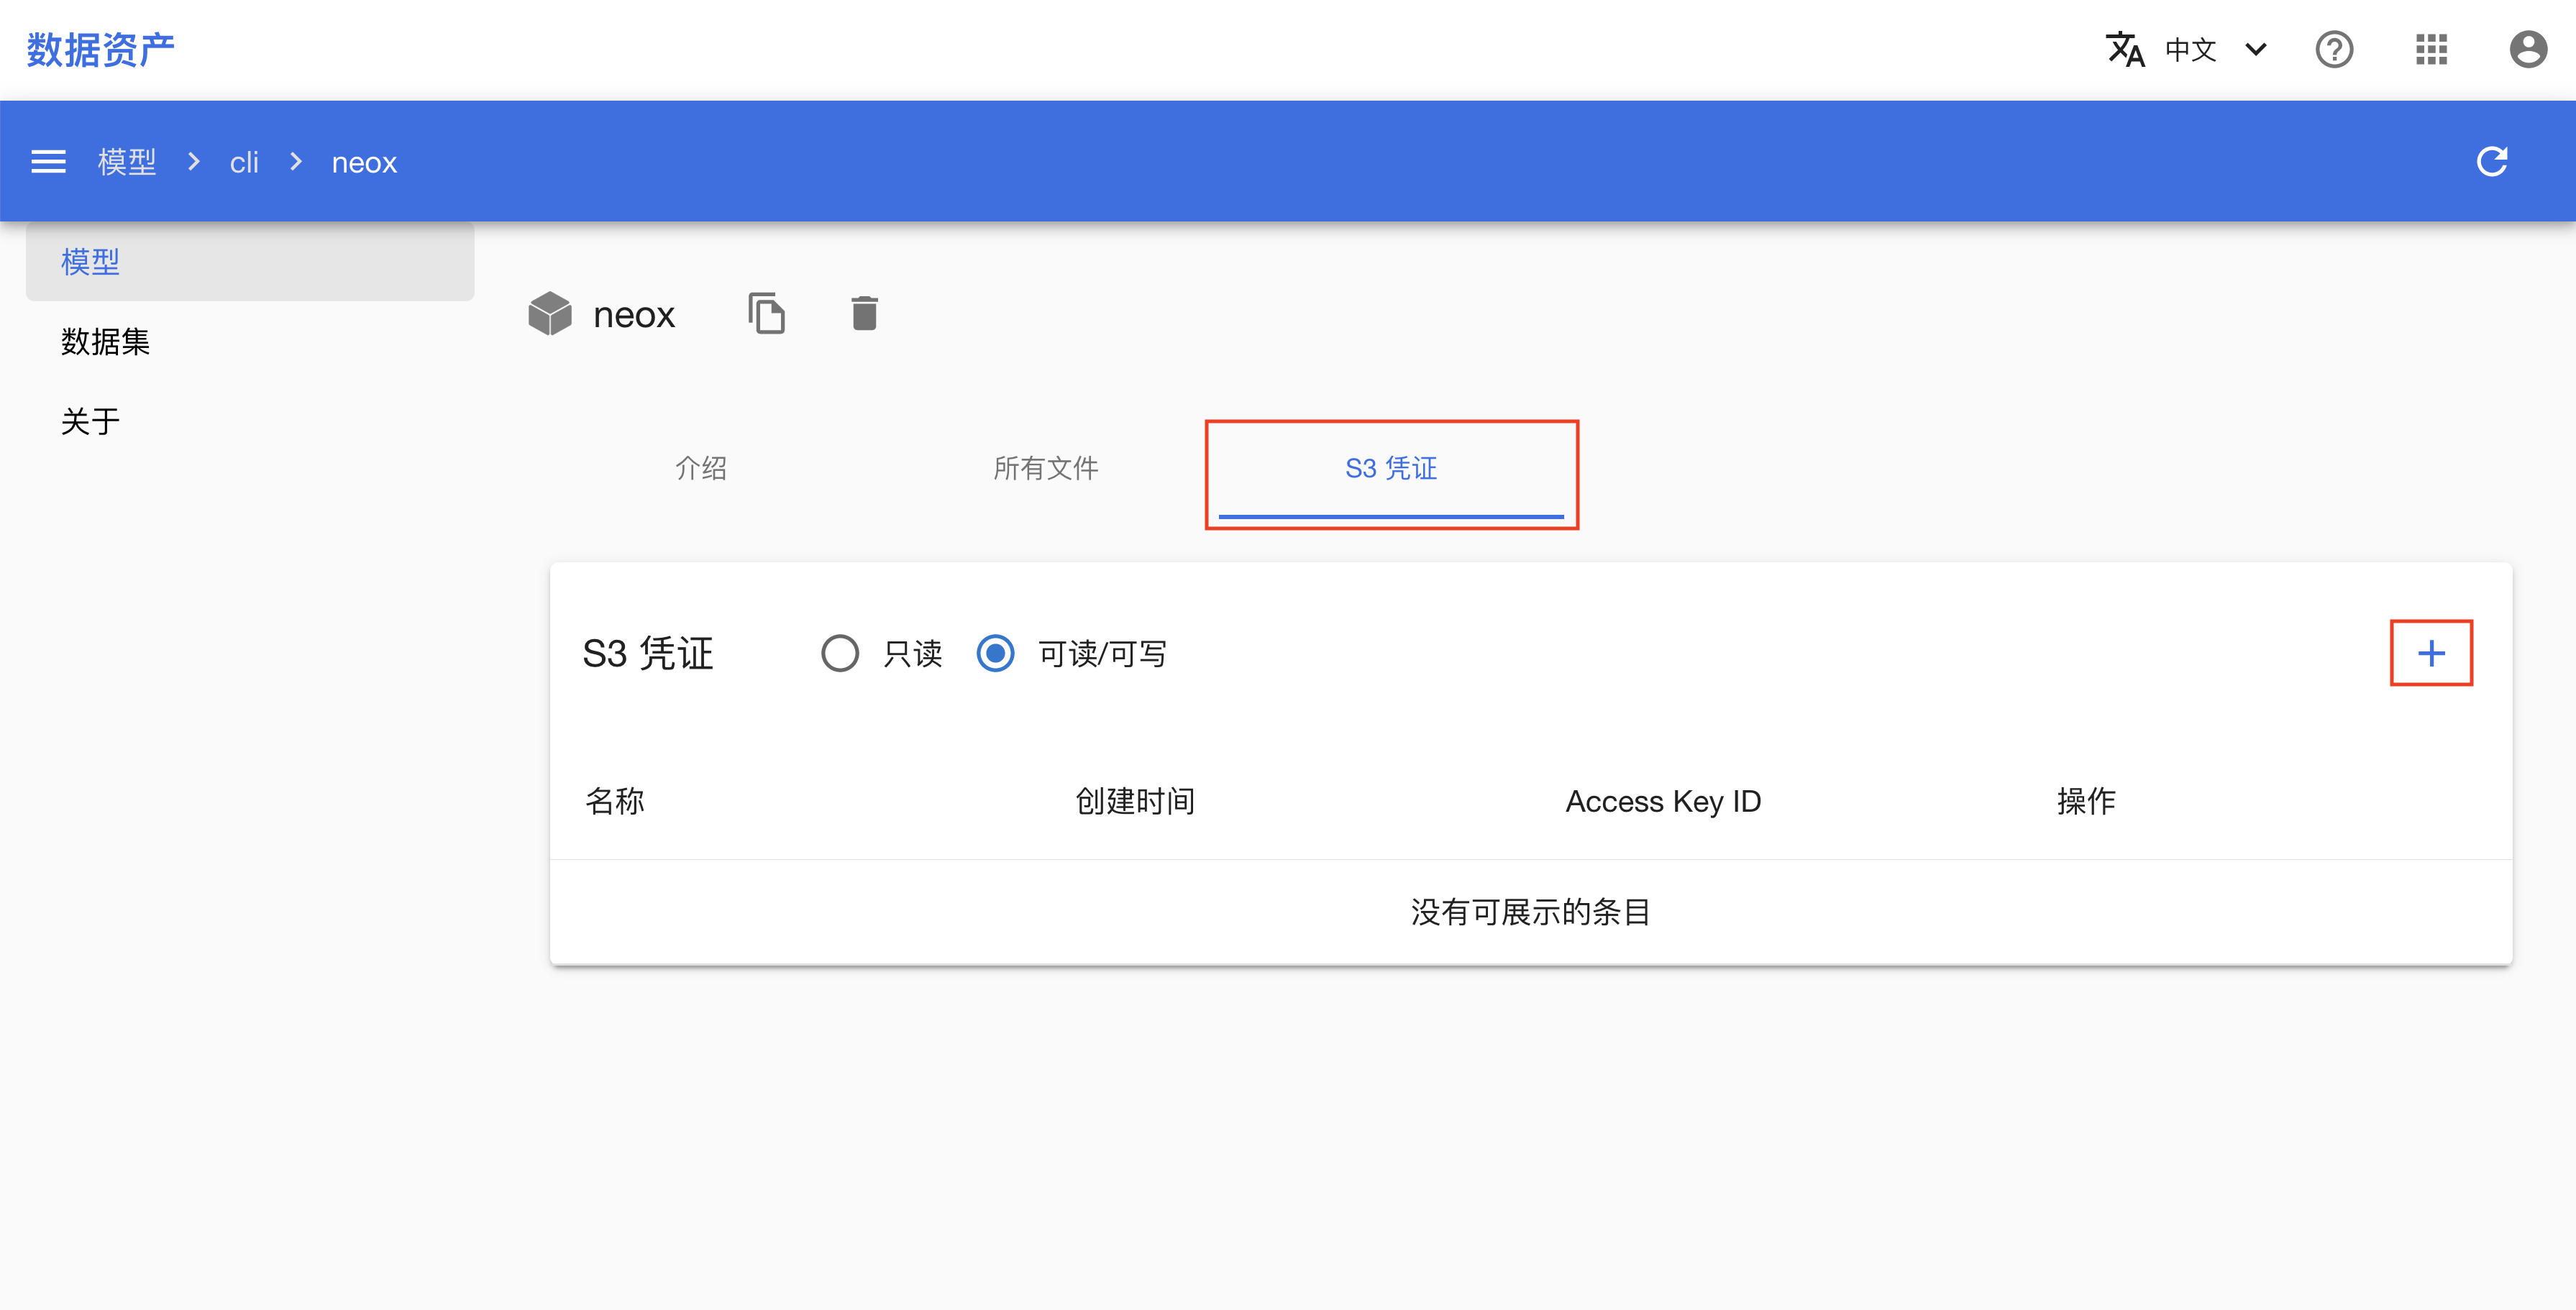 数据资产
中文
模型 > cli > neox
模型
数据集
关于
neox
介绍 所有文件 S3 凭证
S3 凭证 只读 可读/可写
名称 创建时间 Access Key ID 操作
没有可展示的条目